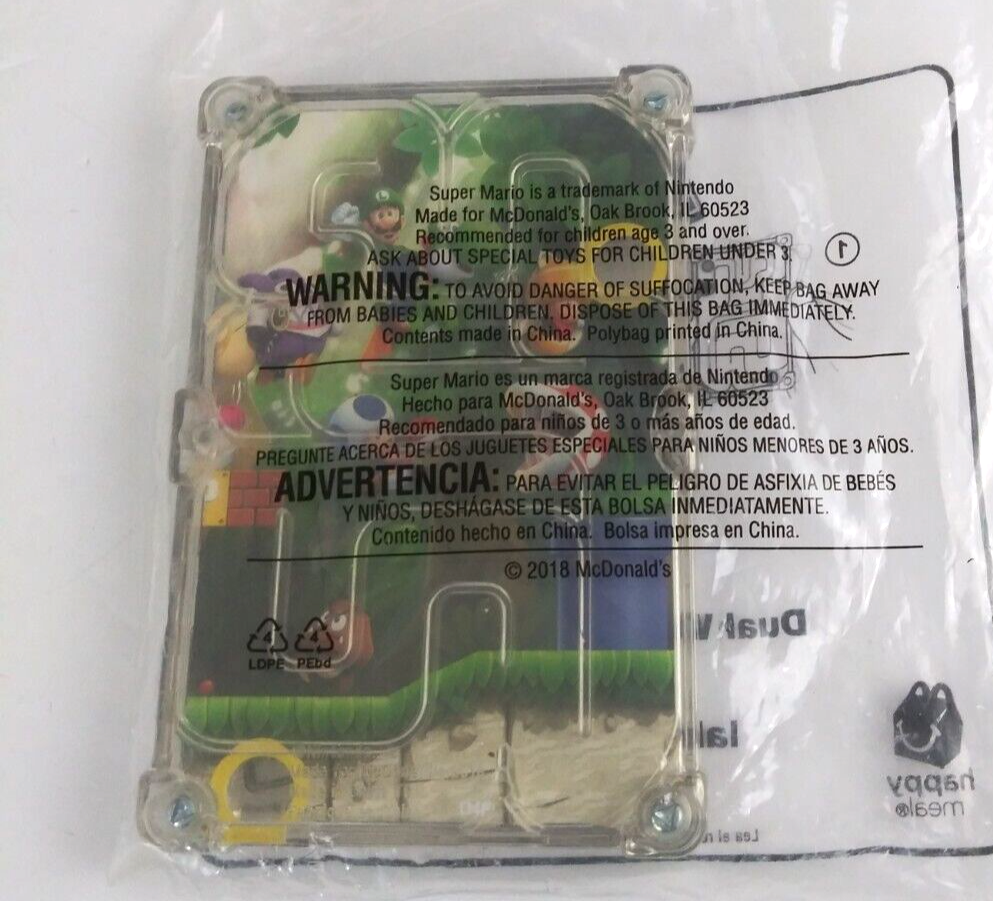 Super Mario is a trademark of Nintendo
Made for McDonald's, Oak Brook, IL 60523
Recommended for children age 3 and over.
ASK ABOUT SPECIAL TOYS FOR CHILDREN UNDER 3.
1
WARNING: TO AVOID DANGER OF SUFFOCATION, KEEP BAG AWAY
FROM BABIES AND CHILDREN. DISPOSE OF THIS BAG IMMEDIATELY.
Contents made in China. Polybag printed in China.
Super Mario es un marca registrada de Nintendo
Hecho para McDonald's, Oak Brook, IL 60523
Recomendado para niños de 3 o más años de edad.
PREGUNTE ACERCA DE LOS JUGUETES ESPECIALES PARA NIÑOS MENORES DE 3 AÑOS.
ADVERTENCIA: PARA EVITAR EL PELIGRO DE ASFIXIA DE BEBÉS
Y NIÑOS, DESHÁGASE DE ESTA BOLSA INMEDIATAMENTE.
Contenido hecho en China. Bolsa impresa en China.
© 2018 McDonald's
Dual
4 4
LDPE PEbd
happy
meal®
Lea el